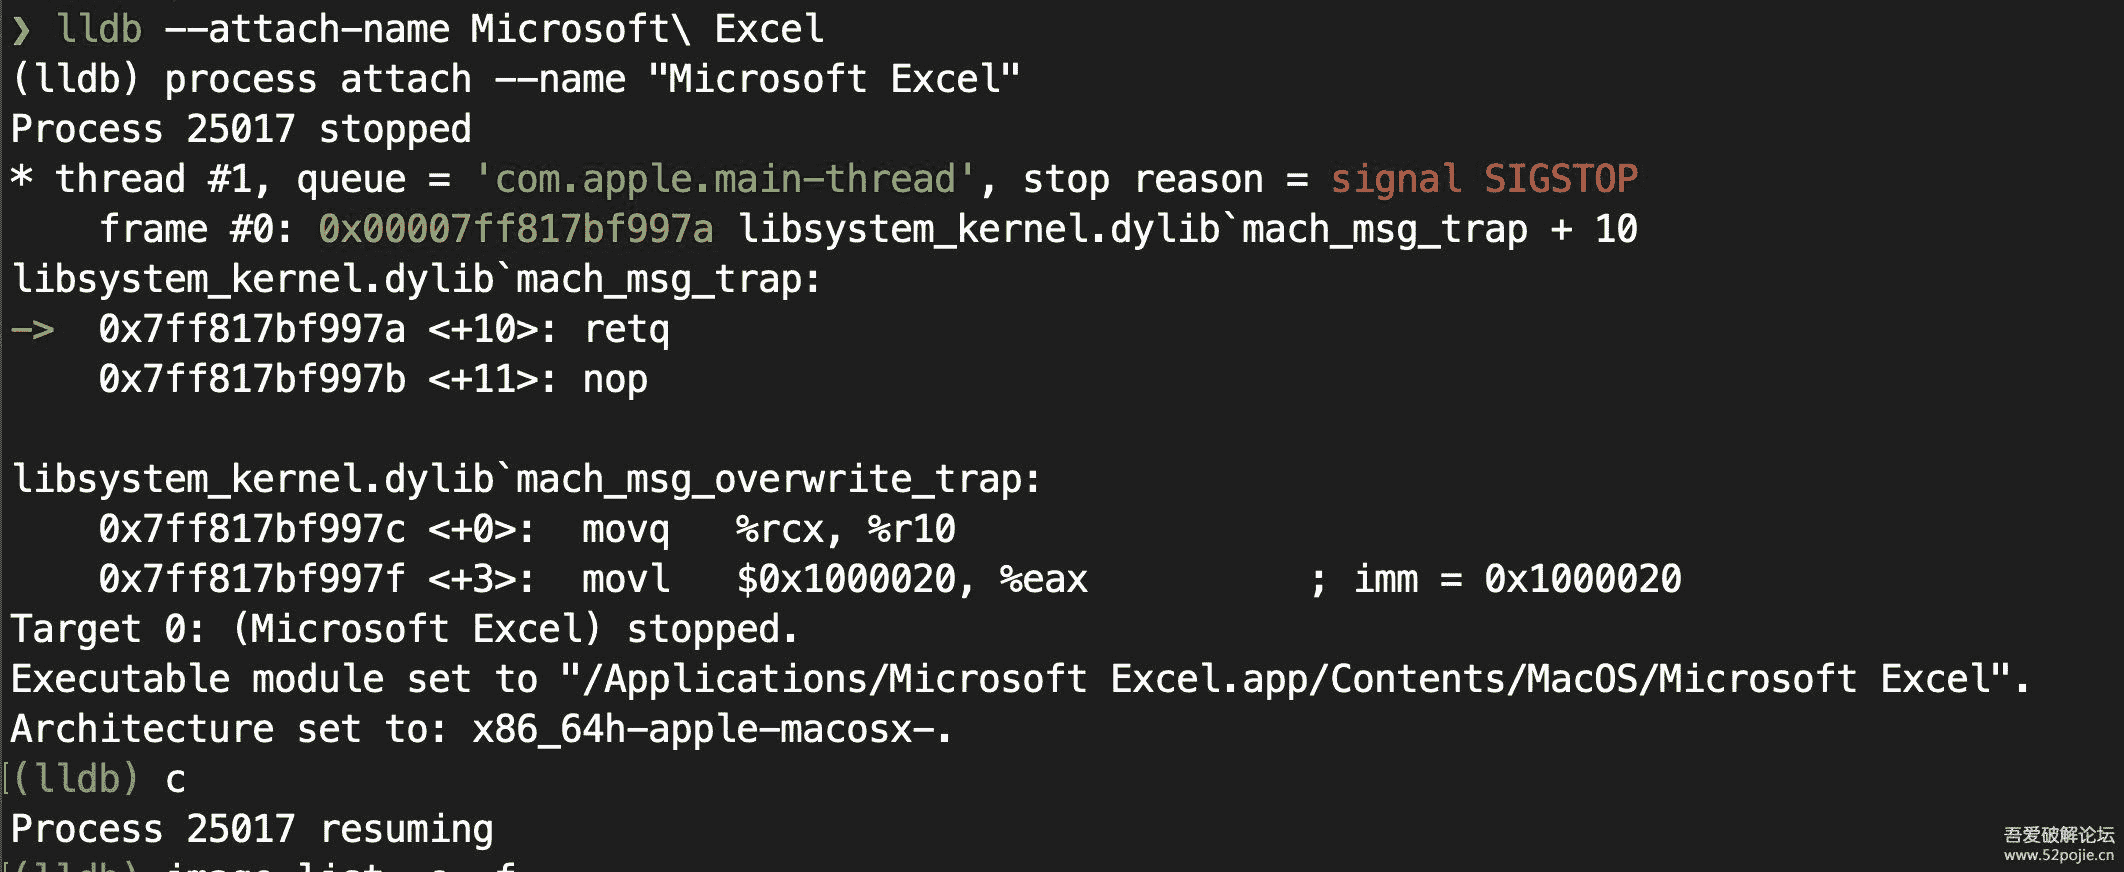 ❯ lldb --attach-name Microsoft\ Excel
(lldb) process attach --name "Microsoft Excel"
Process 25017 stopped
* thread #1, queue = 'com.apple.main-thread', stop reason = signal SIGSTOP
    frame #0: 0x00007ff817bf997a libsystem_kernel.dylib`mach_msg_trap + 10
libsystem_kernel.dylib`mach_msg_trap:
->  0x7ff817bf997a <+10>: retq
    0x7ff817bf997b <+11>: nop
libsystem_kernel.dylib`mach_msg_overwrite_trap:
    0x7ff817bf997c <+0>:  movq   %rcx, %r10
    0x7ff817bf997f <+3>:  movl   $0x1000020, %eax          ; imm = 0x1000020
Target 0: (Microsoft Excel) stopped.
Executable module set to "/Applications/Microsoft Excel.app/Contents/MacOS/Microsoft Excel".
Architecture set to: x86_64h-apple-macosx-.
(lldb) c
Process 25017 resuming
(lldb) image list
吾爱破解论坛
www.52pojie.cn